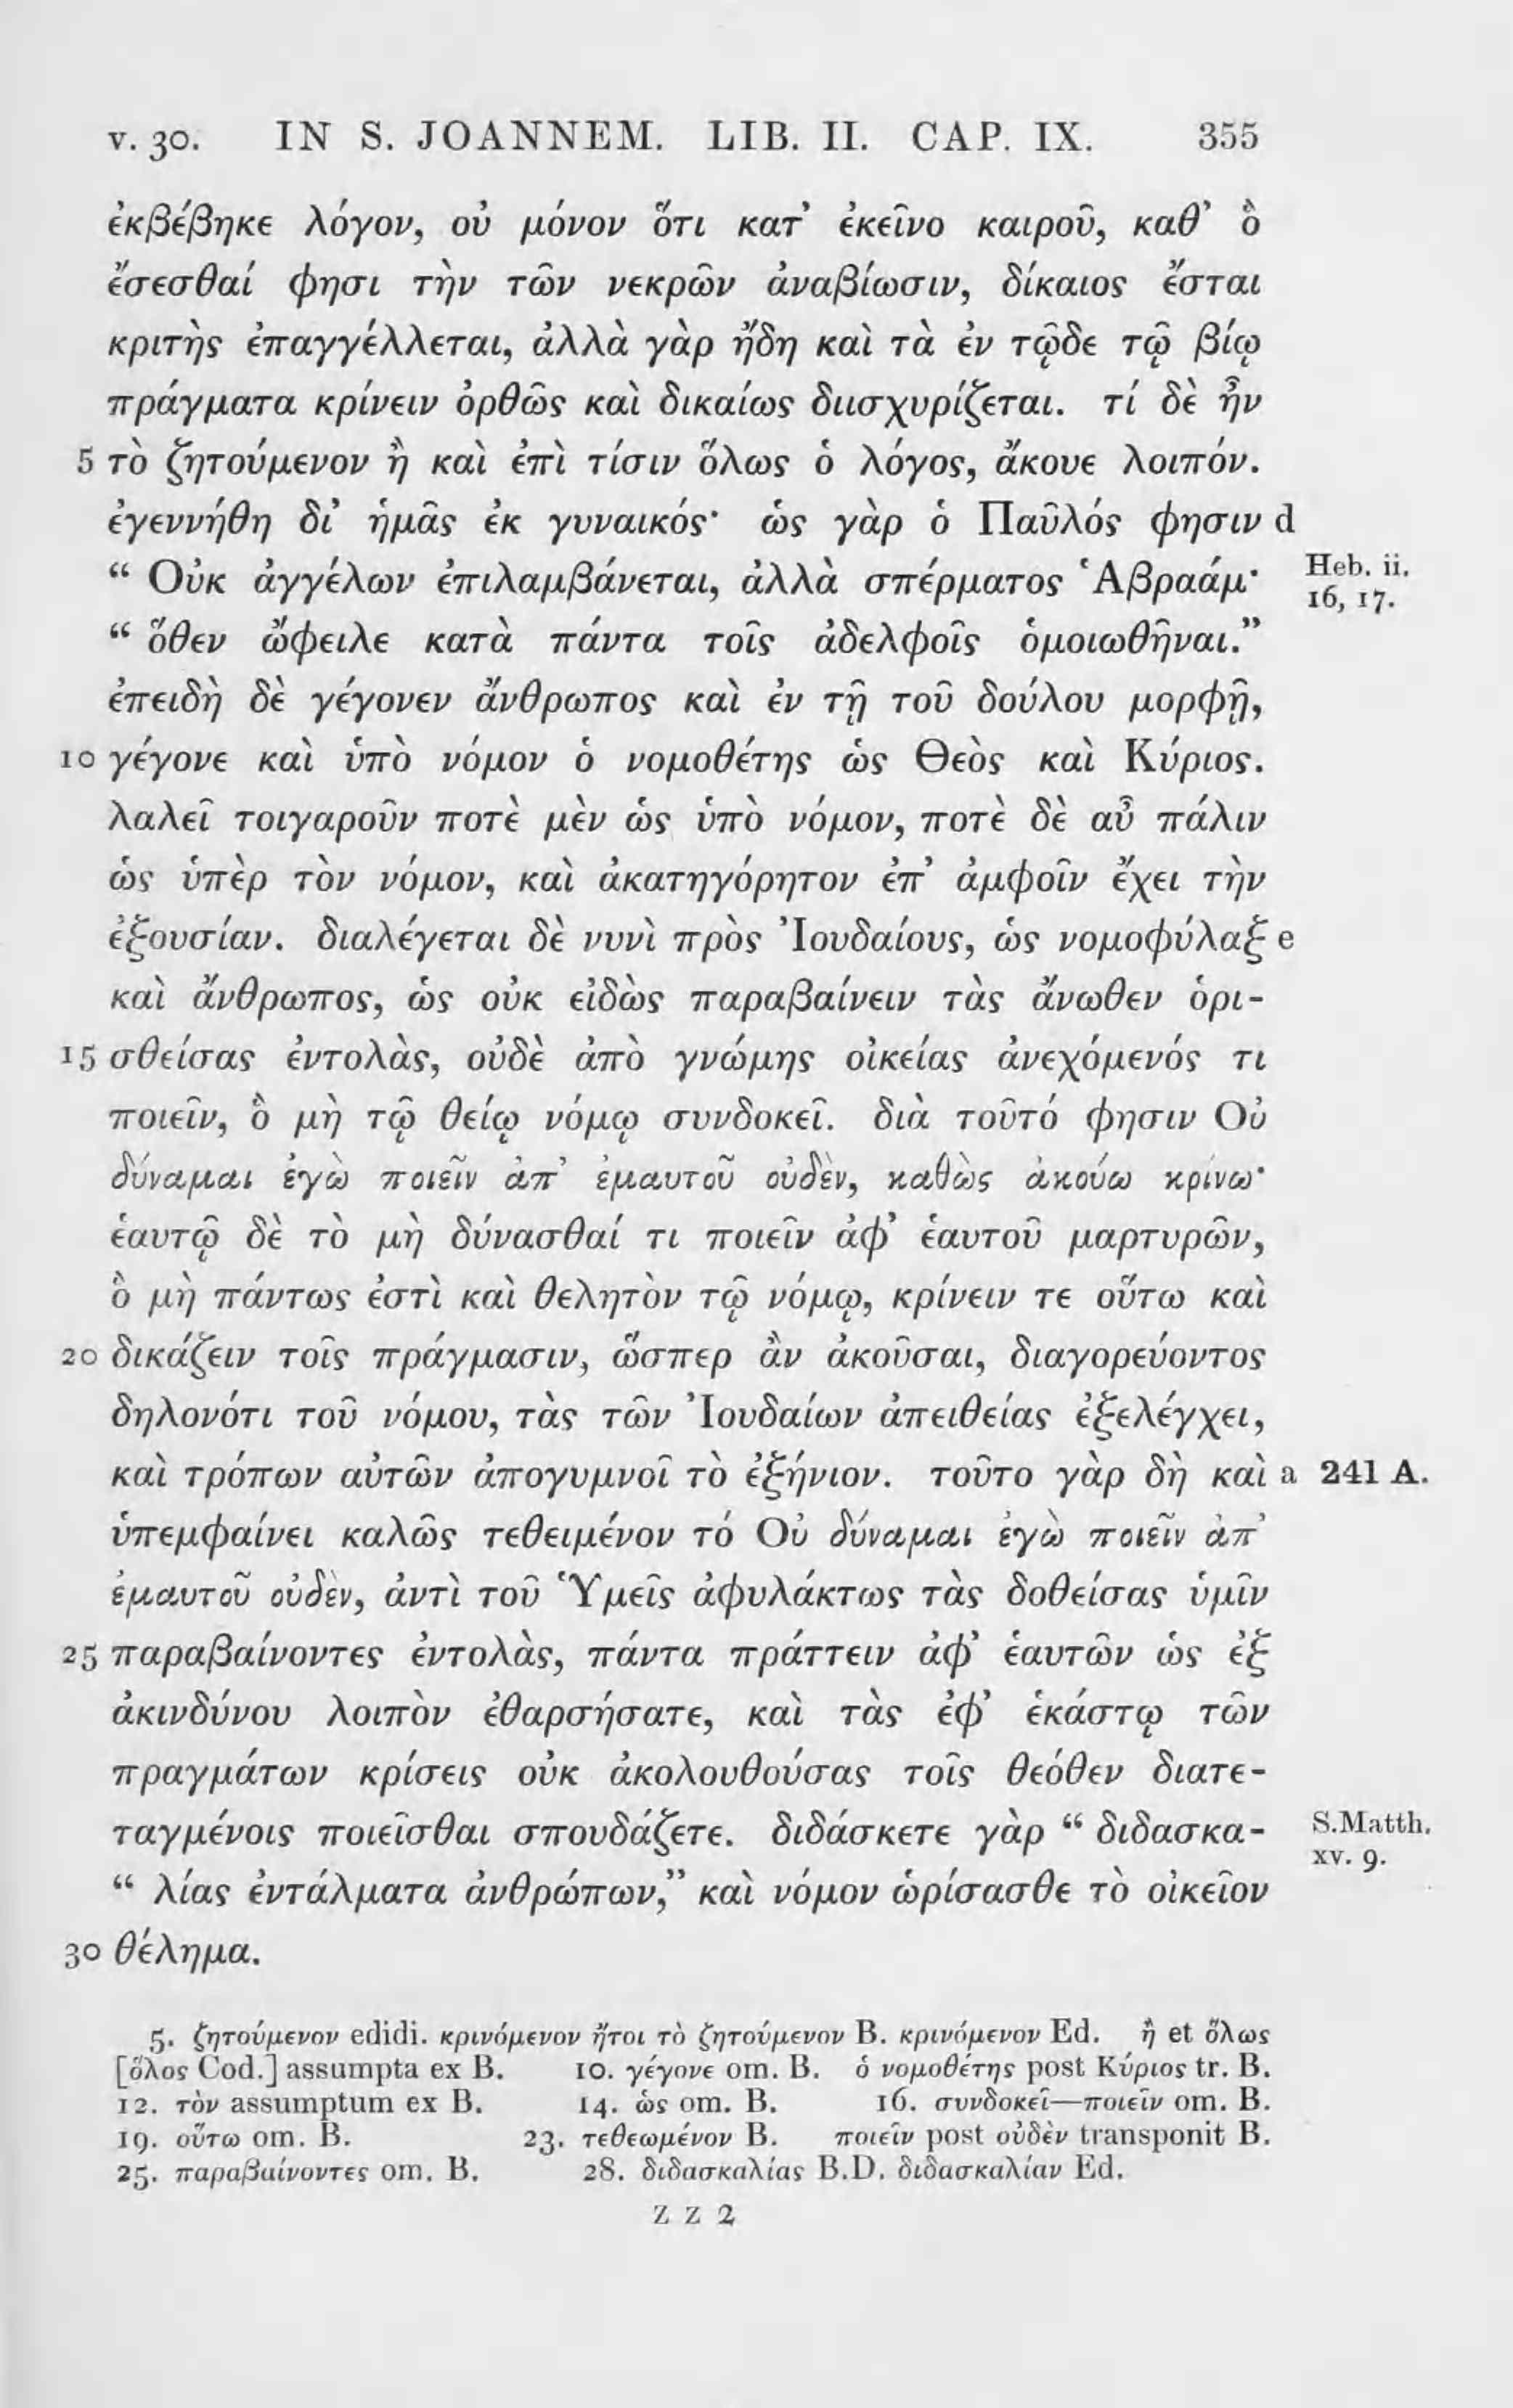 v. 30. IN S. JOANNEM. LIB. II. CAP. IX. 355
ἐκβέβηκε λόγον, οὐ μόνον ὅτι κατ’ ἐκεῖνο καιροῦ, καθ’ ὃ
ἔσεσθαί φησι τὴν τῶν νεκρῶν ἀναβίωσιν, δίκαιος ἔσται
κριτὴς ἐπαγγέλλεται, ἀλλὰ γὰρ ἤδη καὶ τὰ ἐν τῷδε τῷ βίῳ
πράγματα κρίνειν ὀρθῶς καὶ δικαίως διισχυρίζεται. τί δὲ ἦν
5 τὸ ζητούμενον ἢ καὶ ἐπὶ τίσιν ὅλως ὁ λόγος, ἄκουε λοιπόν.
ἐγεννήθη δι’ ἡμᾶς ἐκ γυναικός· ὡς γὰρ ὁ Παῦλός φησιν d
“ Οὐκ ἀγγέλων ἐπιλαμβάνεται, ἀλλὰ σπέρματος Ἁβραάμ· Heb. ii.
16, 17.
“ ὅθεν ὤφειλε κατὰ πάντα τοῖς ἀδελφοῖς ὁμοιωθῆναι.”
ἐπειδὴ δὲ γέγονεν ἄνθρωπος καὶ ἐν τῇ τοῦ δούλου μορφῇ,
10 γέγονε καὶ ὑπὸ νόμον ὁ νομοθέτης ὡς Θεὸς καὶ Κύριος.
λαλεῖ τοιγαροῦν ποτὲ μὲν ὡς ὑπὸ νόμον, ποτὲ δὲ αὖ πάλιν
ὡς ὑπὲρ τὸν νόμον, καὶ ἀκατηγόρητον ἐπ’ ἀμφοῖν ἔχει τὴν
ἐξουσίαν. διαλέγεται δὲ νυνὶ πρὸς Ἰουδαίους, ὡς νομοφύλαξ e
καὶ ἄνθρωπος, ὡς οὐκ εἰδὼς παραβαίνειν τὰς ἄνωθεν ὁρι-
15 σθείσας ἐντολὰς, οὐδὲ ἀπὸ γνώμης οἰκείας ἀνεχόμενός τι
ποιεῖν, ὃ μὴ τῷ θείῳ νόμῳ συνδοκεῖ. διὰ τοῦτό φησιν Οὐ
δύναμαι ἐγὼ ποιεῖν ἀπ’ ἐμαυτοῦ οὐδὲν, καθὼς ἀκούω κρίνω·
ἑαυτῷ δὲ τὸ μὴ δύνασθαί τι ποιεῖν ἀφ’ ἑαυτοῦ μαρτυρῶν,
ὃ μὴ πάντως ἐστὶ καὶ θελητὸν τῷ νόμῳ, κρίνειν τε οὕτω καὶ
20 δικάζειν τοῖς πράγμασιν, ὥσπερ ἂν ἀκοῦσαι, διαγορεύοντος
δηλονότι τοῦ νόμου, τὰς τῶν Ἰουδαίων ἀπειθείας ἐξελέγχει,
καὶ τρόπων αὐτῶν ἀπογυμνοῖ τὸ ἐξήνιον. τοῦτο γὰρ δὴ καὶ a 241 A.
ὑπεμφαίνει καλῶς τεθειμένον τό Οὐ δύναμαι ἐγὼ ποιεῖν ἀπ’
ἐμαυτοῦ οὐδὲν, ἀντὶ τοῦ Ὑμεῖς ἀφυλάκτως τὰς δοθείσας ὑμῖν
25 παραβαίνοντες ἐντολὰς, πάντα πράττειν ἀφ’ ἑαυτῶν ὡς ἐξ
ἀκινδύνου λοιπὸν ἐθαρσήσατε, καὶ τὰς ἐφ’ ἑκάστῳ τῶν
πραγμάτων κρίσεις οὐκ ἀκολουθούσας τοῖς θεόθεν διατε-
ταγμένοις ποιεῖσθαι σπουδάζετε. διδάσκετε γὰρ “ διδασκα- S.Matth.
xv. 9.
“ λίας ἐντάλματα ἀνθρώπων,” καὶ νόμον ὡρίσασθε τὸ οἰκεῖον
30 θέλημα.
5. ζητούμενον edidi. κρινόμενον ἤτοι τὸ ζητούμενον B. κρινόμενον Ed. ἢ et ὅλως
[ὅλος Cod.] assumpta ex B. 10. γέγονε om. B. ὁ νομοθέτης post Κύριος tr. B.
12. τὸν assumptum ex B. 14. ὡς om. B. 16. συνδοκεῖ—ποιεῖν om. B.
19. οὕτω om. B. 23. τεθεωμένον B. ποιεῖν post οὐδὲν transponit B.
25. παραβαίνοντες om. B. 28. διδασκαλίας B.D. διδασκαλίαν Ed.
Z Z 2